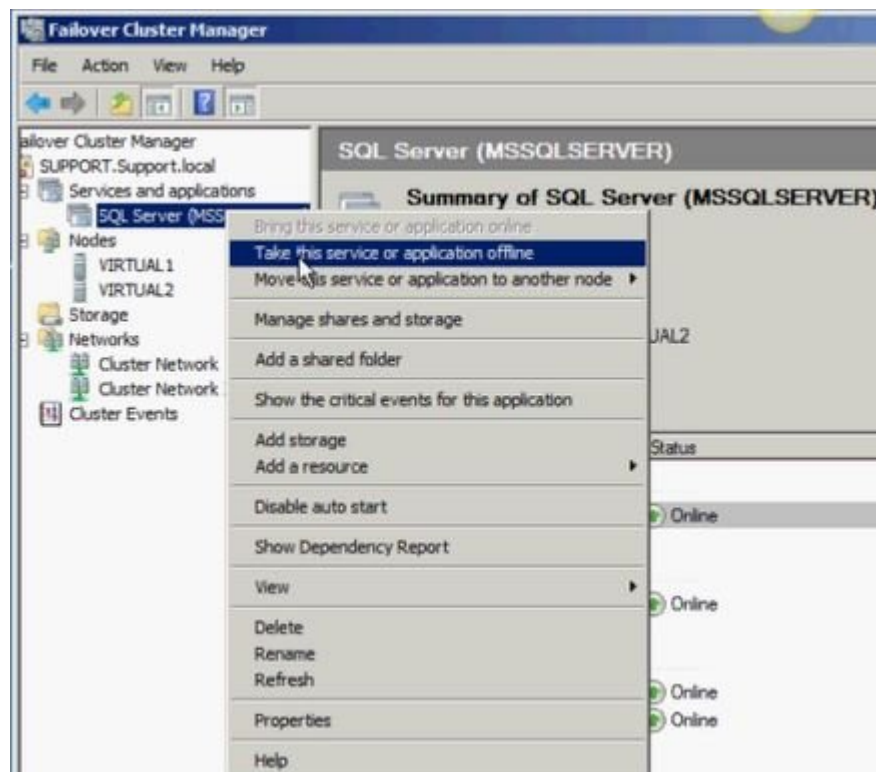 Failover Cluster Manager
File Action View Help
ailover Cluster Manager
SUPPORT.Support.local
Services and applications
SQL Server (MSS
Nodes
VIRTUAL1
VIRTUAL2
Storage
Networks
Cluster Network
Cluster Network
Cluster Events
SQL Server (MSSQLSERVER)
Summary of SQL Server (MSSQLSERVER)
Bring this service or application online
Take this service or application offline
Move this service or application to another node
Manage shares and storage
Add a shared folder
Show the critical events for this application
Add storage
Add a resource
Disable auto start
Show Dependency Report
View
Delete
Rename
Refresh
Properties
Help
UAL2
Status
Online
Online
Online
Online